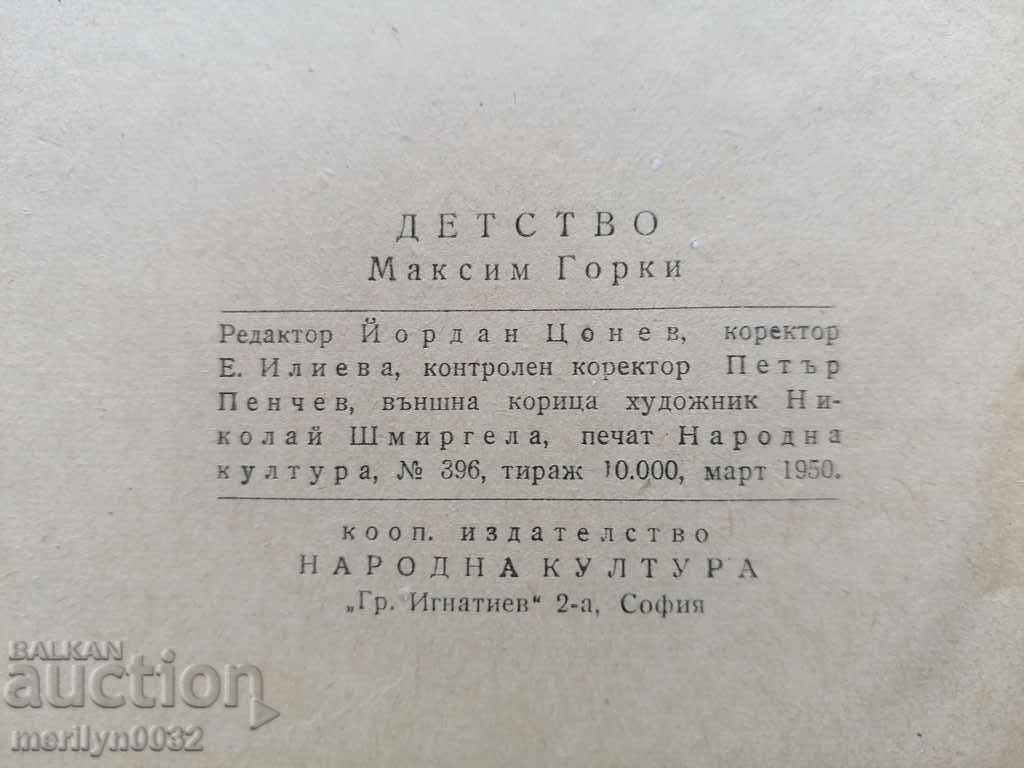 ДЕТСТВО
Максим Горки
Редактор Йордан Цонев, коректор
Е. Илиева, контролен коректор Петър
Пенчев, външна корица художник Ни-
колай Шмиргела, печат Народна
култура, № 396, тираж 10.000, март 1950.
кооп. издателство
НАРОДНА КУЛТУРА
„Гр. Игнатиев“ 2-а, София
BALKAN
auction
merilyn0032